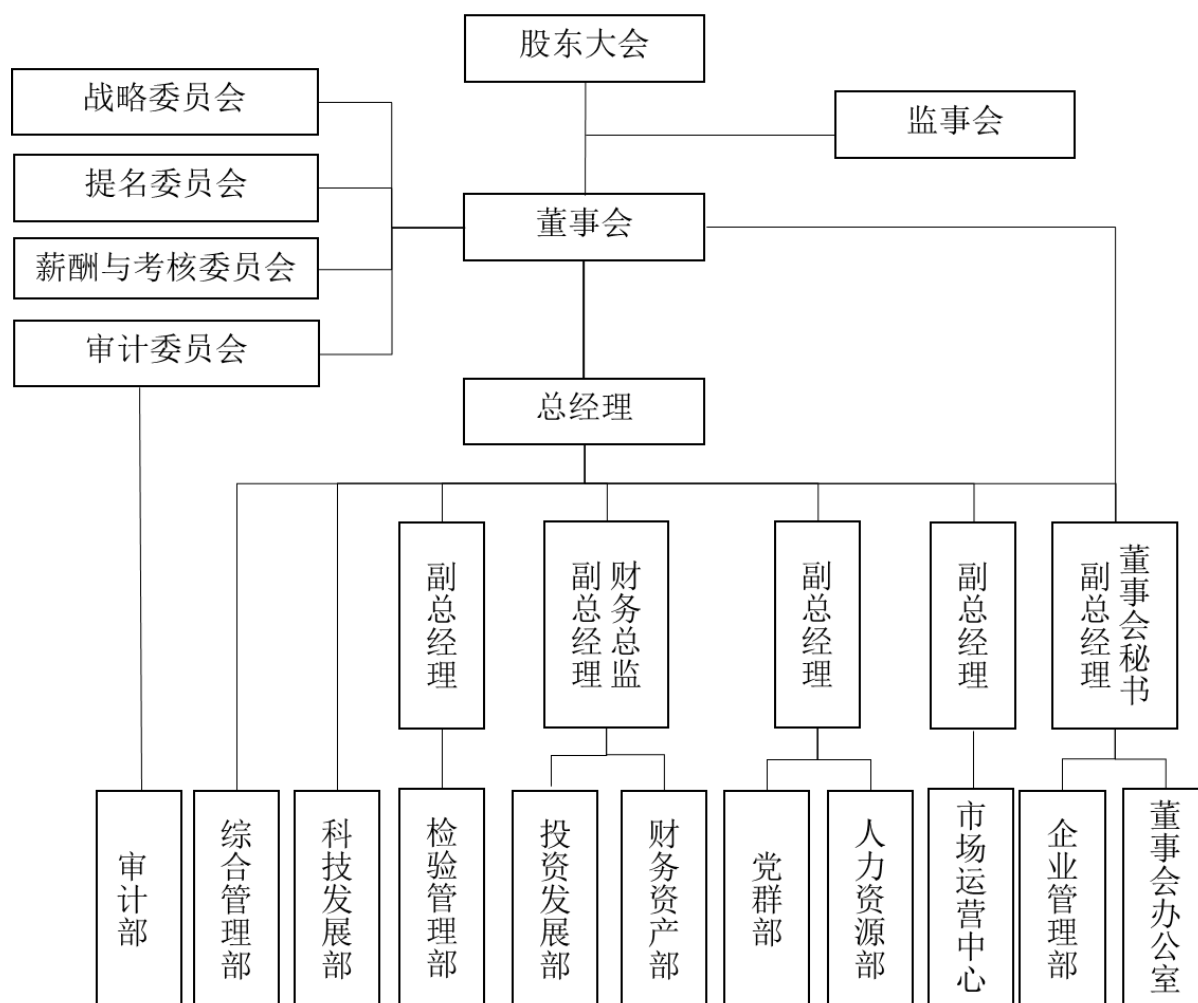 股东大会
战略委员会
监事会
提名委员会
董事会
薪酬与考核委员会
审计委员会
总经理
副总经理
财务总监
副总经理
副总经理
副总经理
董事会秘书
副总经理
审计部
综合管理部
科技发展部
检验管理部
投资发展部
财务资产部
党群部
人力资源部
市场运营中心
企业管理部
董事会办公室